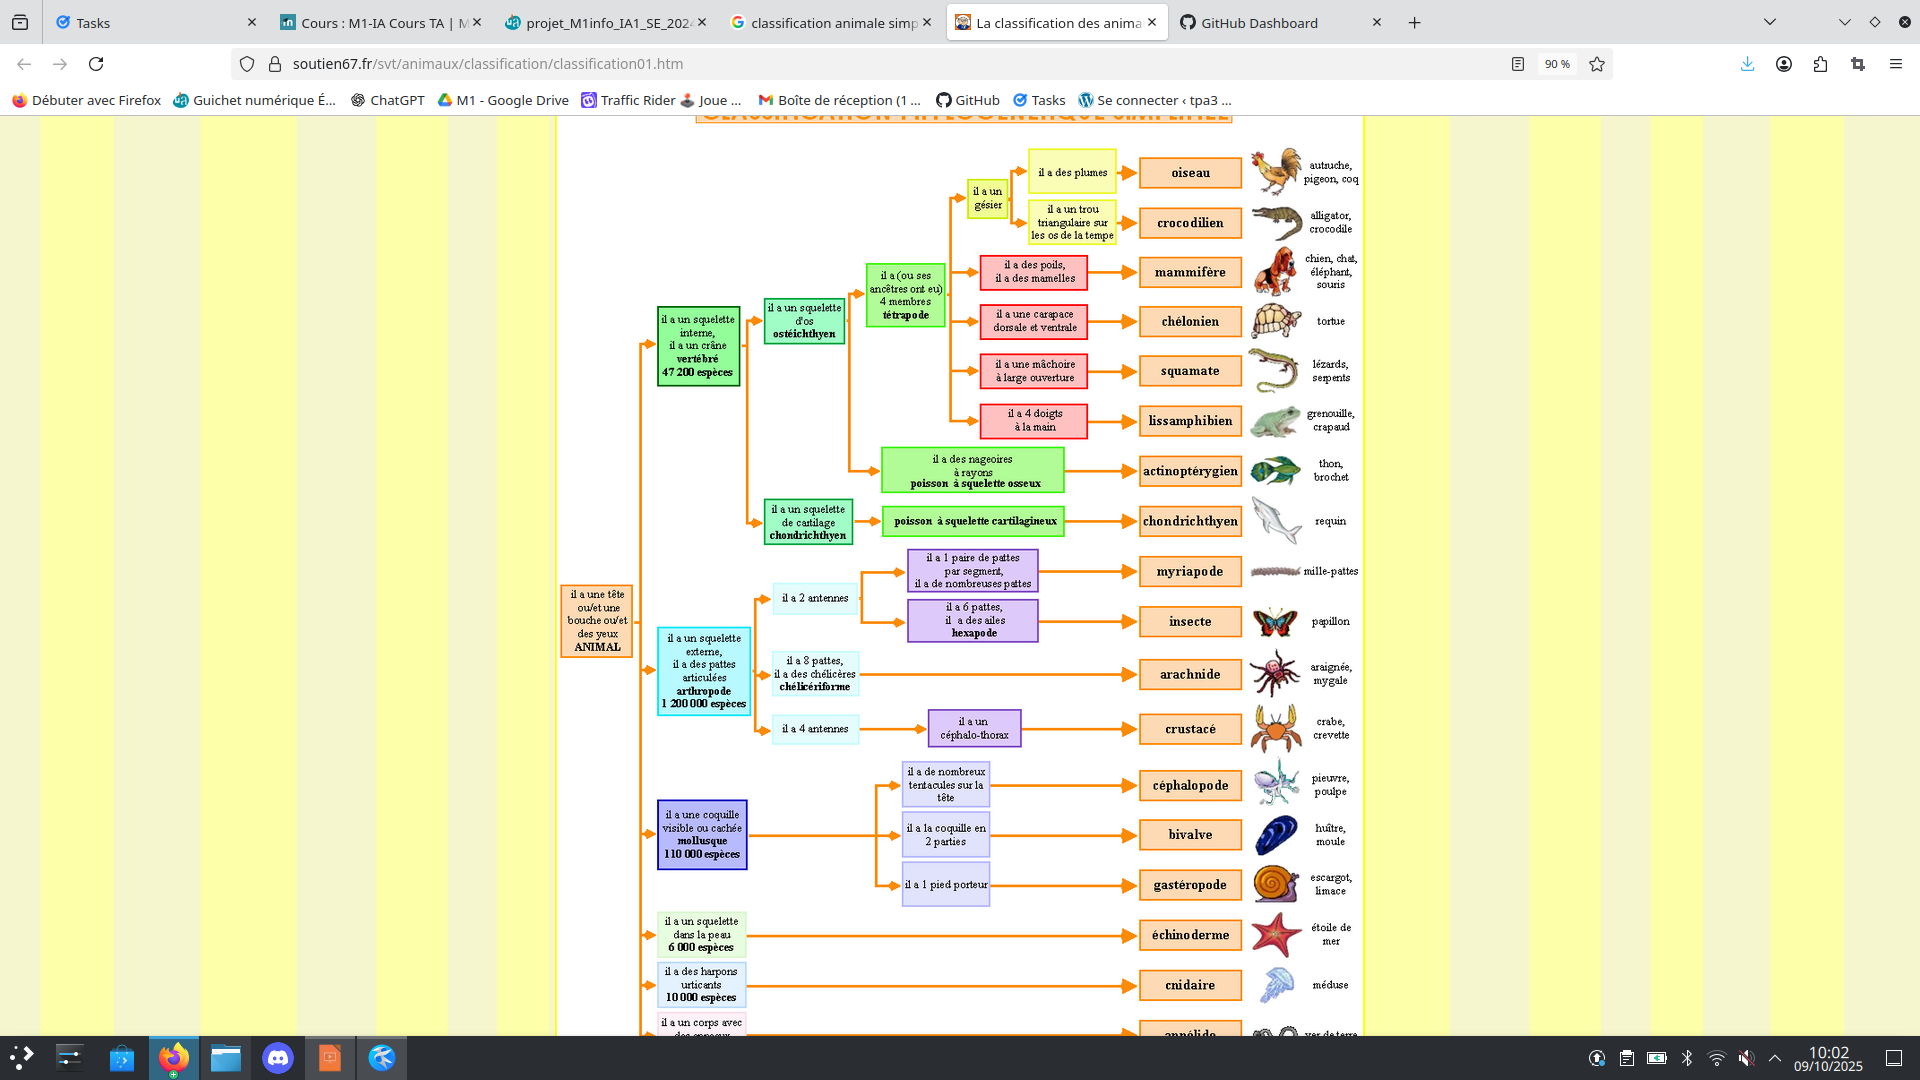 Tasks
Cours : M1-IA Cours TA | M
projet_M1info_IA1_SE_2024
classification animale simp
La classification des anima
GitHub Dashboard
soutien67.fr/svt/animaux/classification/classification01.htm
90 %
Débuter avec Firefox
Guichet numérique É...
ChatGPT
M1 - Google Drive
Traffic Rider 🕹️ Joue ...
Boîte de réception (1 ...
GitHub
Tasks
Se connecter ‹ tpa3 ...
CLASSIFICATION PHYLOGENETIQUE SIMPLIFIEE
il a une tête
ou/et une
bouche ou/et
des yeux
ANIMAL
il a un squelette
interne,
il a un crâne
vertébré
47 200 espèces
il a un squelette
d'os
ostéichthyen
il a (ou ses
ancêtres ont eu)
4 membres
tétrapode
il a un
gésier
il a des plumes
oiseau
autruche,
pigeon, coq
il a un trou
triangulaire sur
les os de la tempe
crocodilien
alligator,
crocodile
il a des poils,
il a des mamelles
mammifère
chien, chat,
éléphant,
souris
il a une carapace
dorsale et ventrale
chélonien
tortue
il a une mâchoire
à large ouverture
squamate
lézards,
serpents
il a 4 doigts
à la main
lissamphibien
grenouille,
crapaud
il a des nageoires
à rayons
poisson à squelette osseux
actinoptérygien
thon,
brochet
il a un squelette
de cartilage
chondrichthyen
poisson à squelette cartilagineux
chondrichthyen
requin
il a un squelette
externe,
il a des pattes
articulées
arthropode
1 200 000 espèces
il a 2 antennes
il a 1 paire de pattes
par segment,
il a de nombreuses pattes
myriapode
mille-pattes
il a 6 pattes,
il a des ailes
hexapode
insecte
papillon
il a 8 pattes,
il a des chélicères
chélicériforme
arachnide
araignée,
mygale
il a 4 antennes
il a un
céphalo-thorax
crustacé
crabe,
crevette
il a une coquille
visible ou cachée
mollusque
110 000 espèces
il a de nombreux
tentacules sur la
tête
céphalopode
pieuvre,
poulpe
il a la coquille en
2 parties
bivalve
huître,
moule
il a 1 pied porteur
gastéropode
escargot,
limace
il a un squelette
dans la peau
6 000 espèces
échinoderme
étoile de
mer
il a des harpons
urticants
10 000 espèces
cnidaire
méduse
il a un corps avec
des anneaux
annélide
ver de terre
10:02
09/10/2025